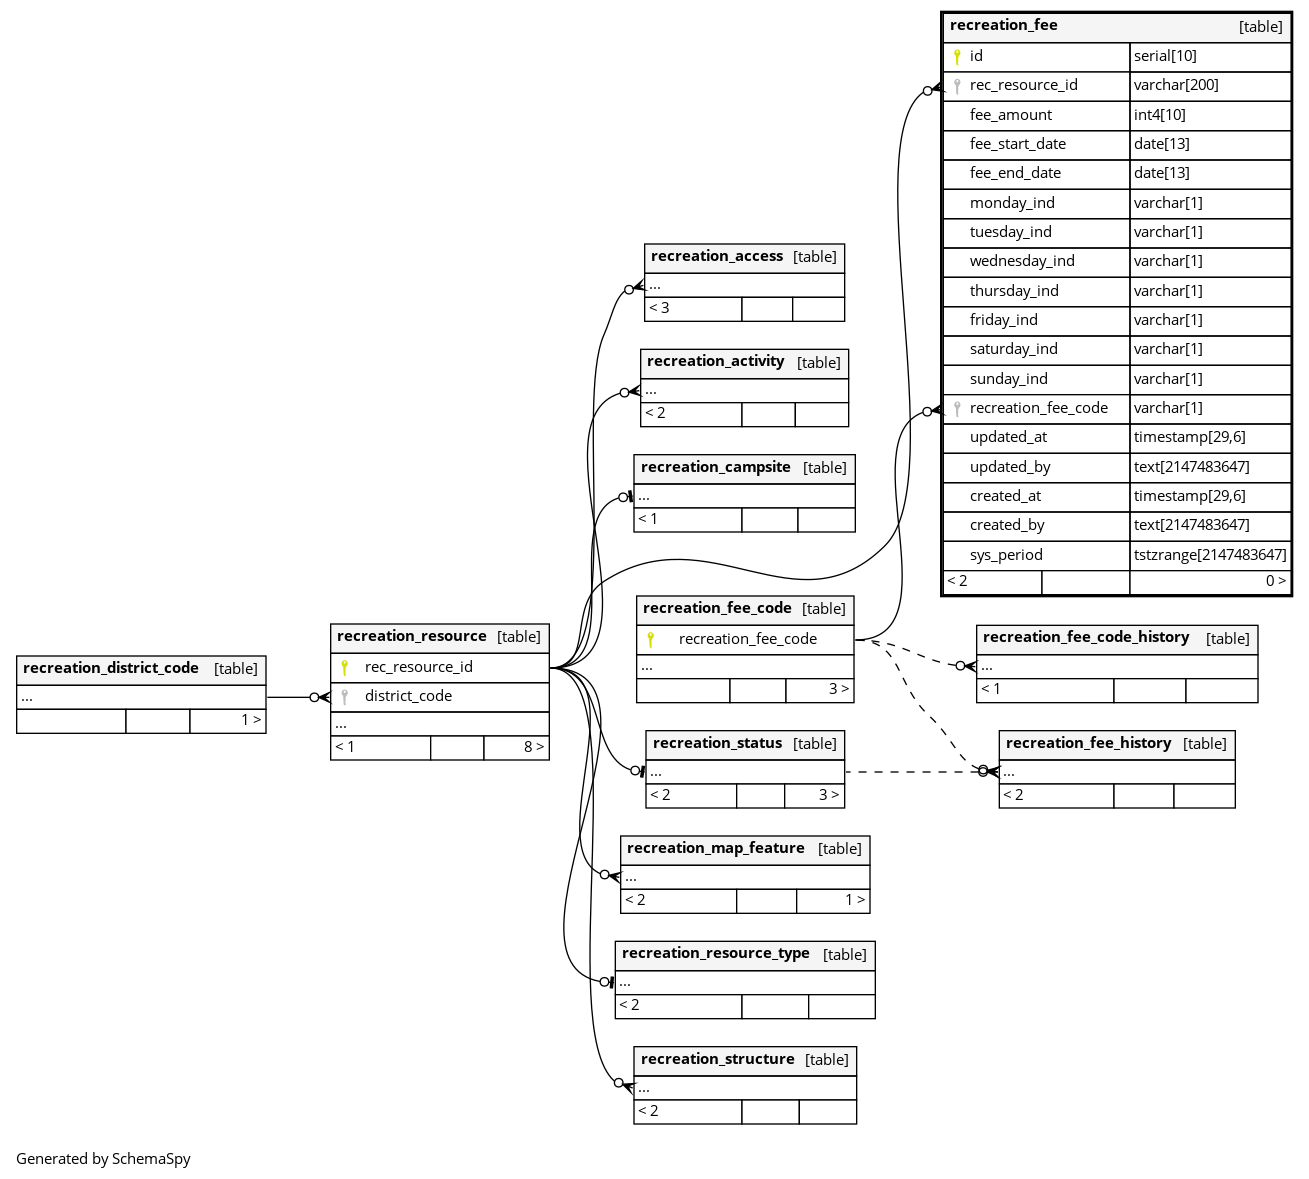 recreation_fee [table]
id serial[10]
rec_resource_id varchar[200]
fee_amount int4[10]
fee_start_date date[13]
fee_end_date date[13]
monday_ind varchar[1]
tuesday_ind varchar[1]
wednesday_ind varchar[1]
thursday_ind varchar[1]
friday_ind varchar[1]
saturday_ind varchar[1]
sunday_ind varchar[1]
recreation_fee_code varchar[1]
updated_at timestamp[29,6]
updated_by text[2147483647]
created_at timestamp[29,6]
created_by text[2147483647]
sys_period tstzrange[2147483647]
< 2 0 >
recreation_access [table]
...
< 3
recreation_activity [table]
...
< 2
recreation_campsite [table]
...
< 1
recreation_fee_code [table]
recreation_fee_code
...
3 >
recreation_fee_code_history [table]
...
< 1
recreation_resource [table]
rec_resource_id
district_code
...
< 1 8 >
recreation_district_code [table]
...
1 >
recreation_status [table]
...
< 2 3 >
recreation_fee_history [table]
...
< 2
recreation_map_feature [table]
...
< 2 1 >
recreation_resource_type [table]
...
< 2
recreation_structure [table]
...
< 2
Generated by SchemaSpy